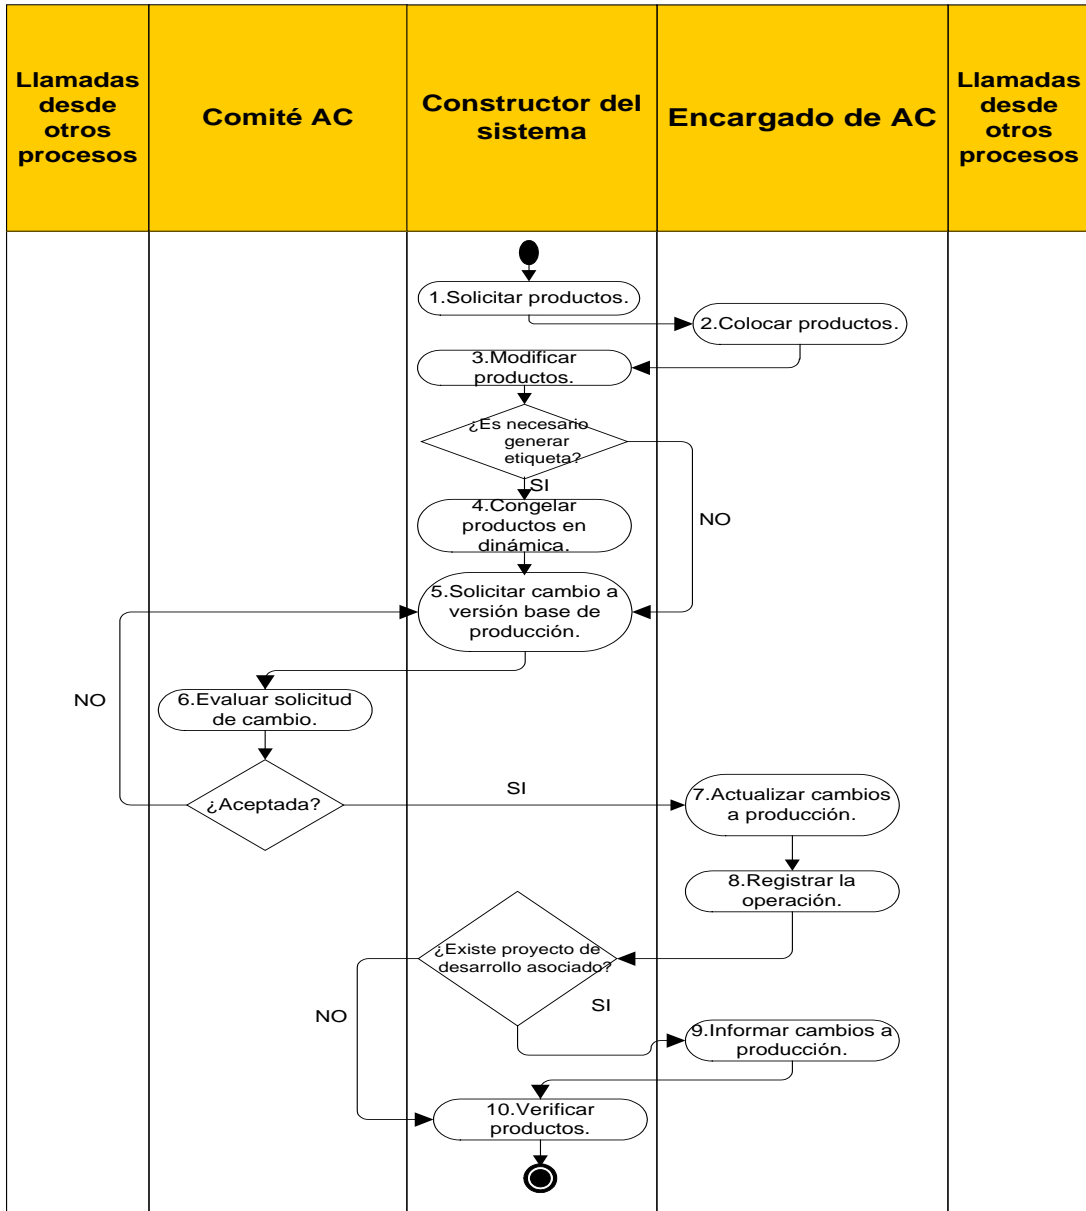 Llamadas
desde
otros
procesos
Comité AC
Constructor del
sistema
Encargado de AC
Llamadas
desde
otros
procesos
1.Solicitar productos.
2.Colocar productos.
3.Modificar
productos.
¿Es necesario
generar
etiqueta?
SI
NO
4.Congelar
productos en
dinámica.
5.Solicitar cambio a
versión base de
producción.
NO
6.Evaluar solicitud
de cambio.
¿Aceptada?
SI
7.Actualizar cambios
a producción.
8.Registrar la
operación.
¿Existe proyecto de
desarrollo asociado?
SI
NO
9.Informar cambios a
producción.
10.Verificar
productos.